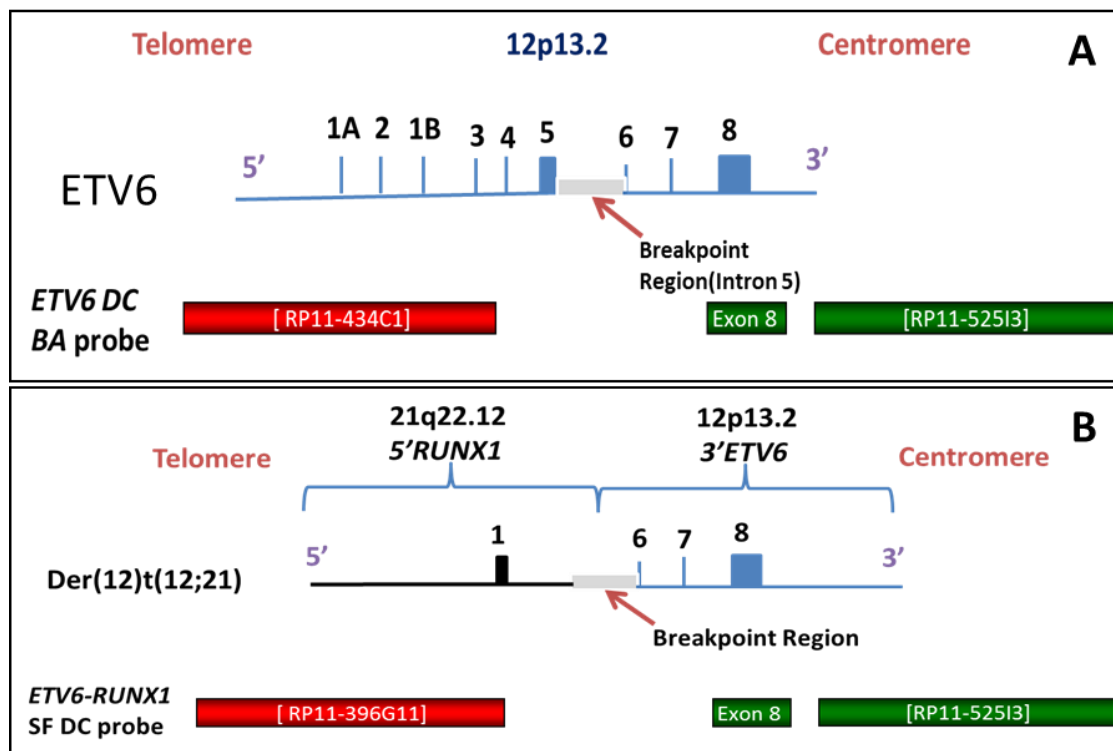 Telomere 12p13.2 Centromere A
1A 2 1B 3 4 5 6 7 8
5’ 3’
ETV6
Breakpoint
Region(Intron 5)
ETV6 DC
BA probe
[ RP11-434C1] Exon 8 [RP11-525I3]
21q22.12 12p13.2 B
5’RUNX1 3’ETV6
Telomere Centromere
1 6 7 8
5’ 3’
Der(12)t(12;21)
Breakpoint Region
ETV6-RUNX1
SF DC probe
[ RP11-396G11] Exon 8 [RP11-525I3]